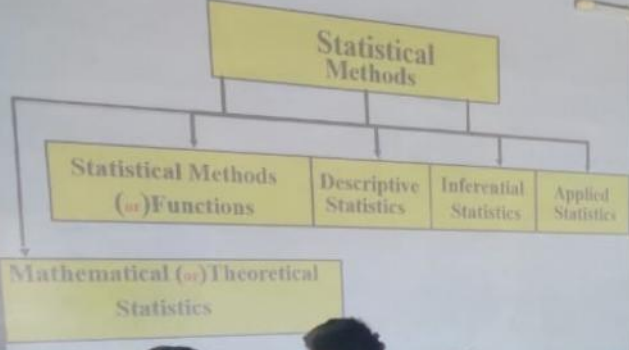 Statistical
Methods
Statistical Methods
(or)Functions
Descriptive
Statistics
Inferential
Statistics
Applied
Statistics
Mathematical (or)Theoretical
Statistics